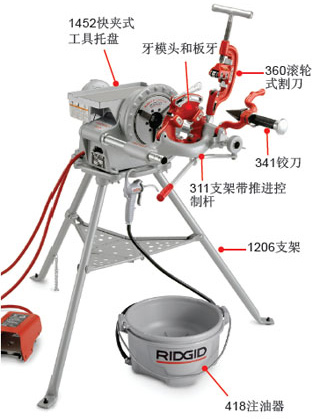 1452快夹式
工具托盘
牙模头和板牙
360滚轮
式割刀
341铰刀
311支架带推进控
制杆
1206支架
RIDGID
418注油器